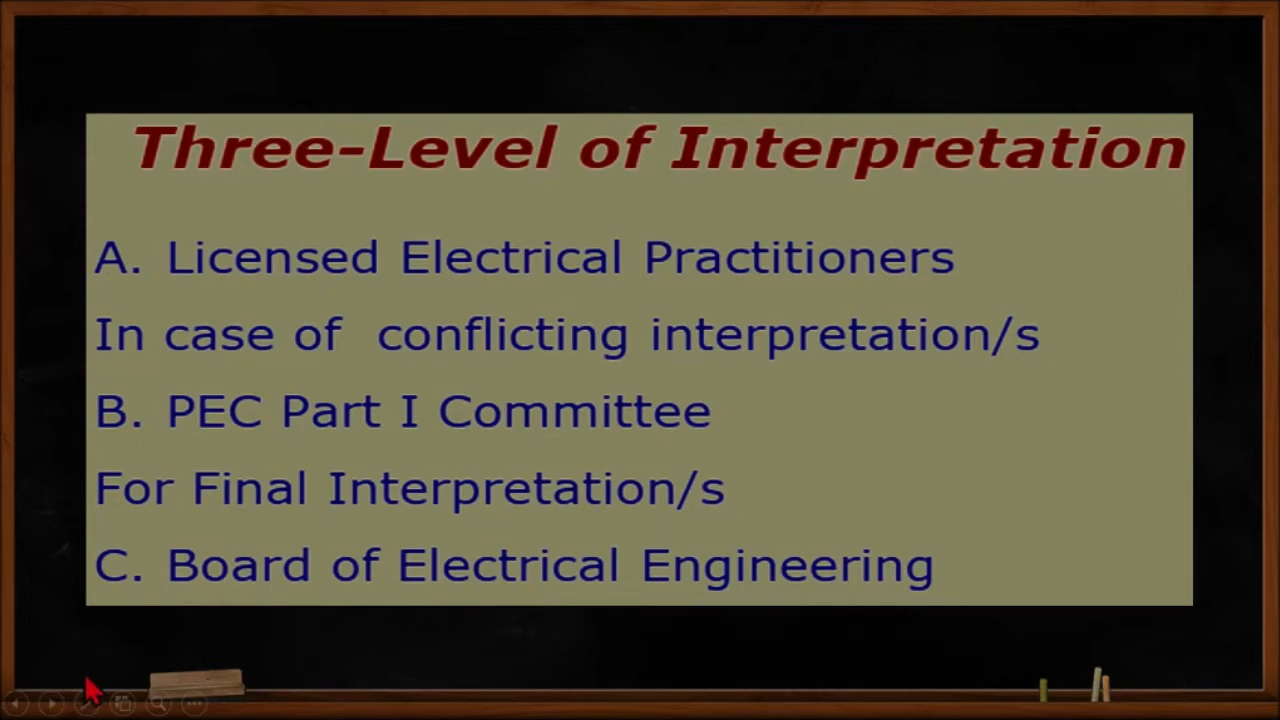 Three-Level of Interpretation
A. Licensed Electrical Practitioners
In case of conflicting interpretation/s
B. PEC Part I Committee
For Final Interpretation/s
C. Board of Electrical Engineering